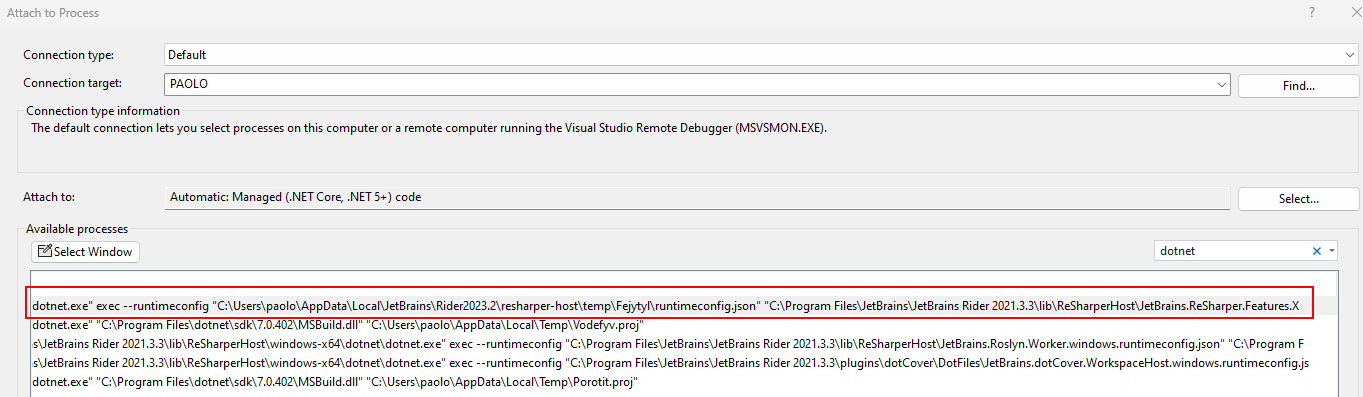 Attach to Process
Connection type:
Default
Connection target:
PAOLO
Find...
Connection type information
The default connection lets you select processes on this computer or a remote computer running the Visual Studio Remote Debugger (MSVSMON.EXE).
Attach to:
Automatic: Managed (.NET Core, .NET 5+) code
Select...
Available processes
Select Window
dotnet
dotnet.exe" exec --runtimeconfig "C:\Users\paolo\AppData\Local\JetBrains\Rider2023.2\resharper-host\temp\Fejytyl\runtimeconfig.json" "C:\Program Files\JetBrains\JetBrains Rider 2021.3.3\lib\ReSharperHost\JetBrains.ReSharper.Features.X
dotnet.exe" "C:\Program Files\dotnet\sdk\7.0.402\MSBuild.dll" "C:\Users\paolo\AppData\Local\Temp\Vodefyv.proj"
s\JetBrains Rider 2021.3.3\lib\ReSharperHost\windows-x64\dotnet\dotnet.exe" exec --runtimeconfig "C:\Program Files\JetBrains\JetBrains Rider 2021.3.3\lib\ReSharperHost\JetBrains.Roslyn.Worker.windows.runtimeconfig.json" "C:\Program F
s\JetBrains Rider 2021.3.3\lib\ReSharperHost\windows-x64\dotnet\dotnet.exe" exec --runtimeconfig "C:\Program Files\JetBrains\JetBrains Rider 2021.3.3\plugins\dotCover\DotFiles\JetBrains.dotCover.WorkspaceHost.windows.runtimeconfig.js
dotnet.exe" "C:\Program Files\dotnet\sdk\7.0.402\MSBuild.dll" "C:\Users\paolo\AppData\Local\Temp\Porotit.proj"